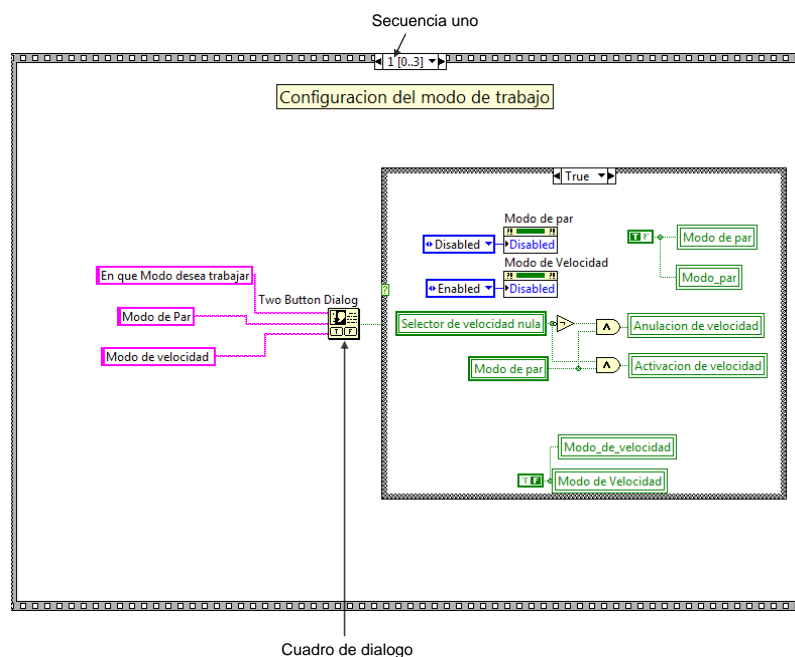 Secuencia uno
1 [0..3]
Configuracion del modo de trabajo
True
Modo de par
Disabled
Disabled
Modo de par
Modo de Velocidad
Modo_par
En que Modo desea trabajar
Enabled
Disabled
Two Button Dialog
Modo de Par
Selector de velocidad nula
Anulacion de velocidad
Modo de velocidad
Modo de par
Activacion de velocidad
Modo_de_velocidad
Modo de Velocidad
T F
T F
T F
Cuadro de dialogo